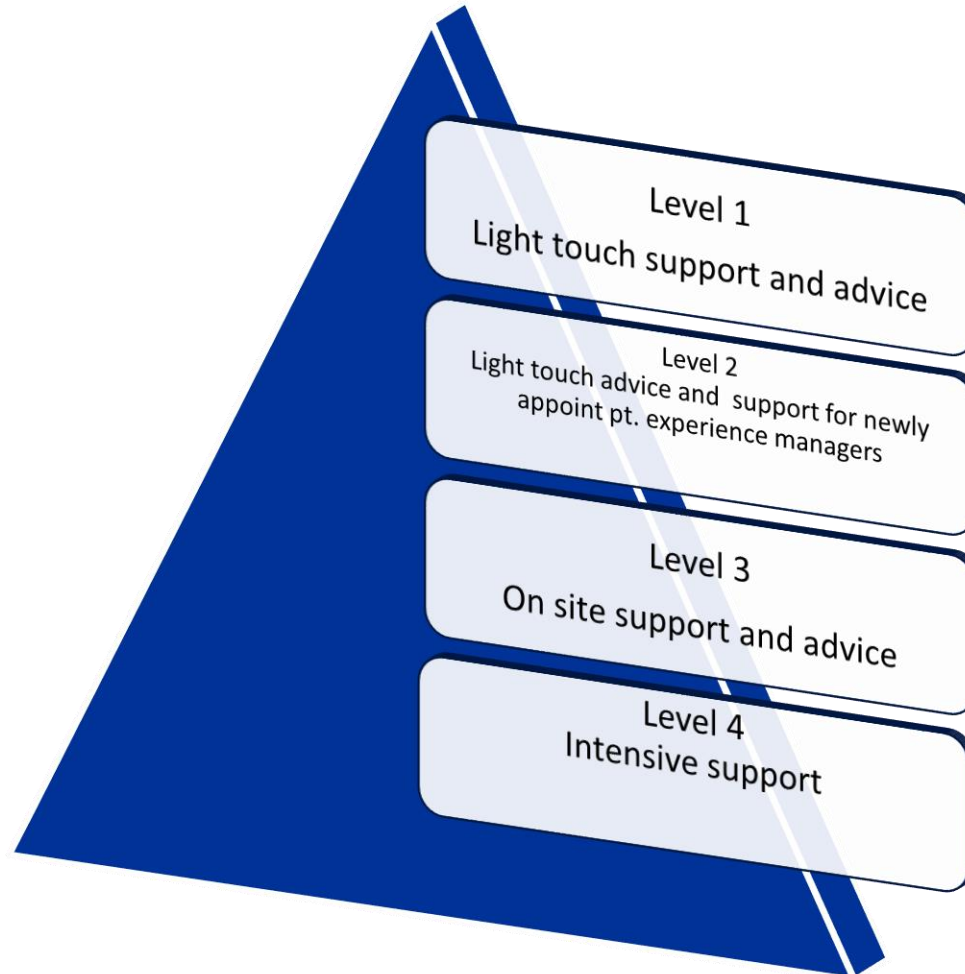 Level 1
Light touch support and advice
Level 2
Light touch advice and  support for newly
appoint pt. experience managers
Level 3
On site support and advice
Level 4
Intensive support